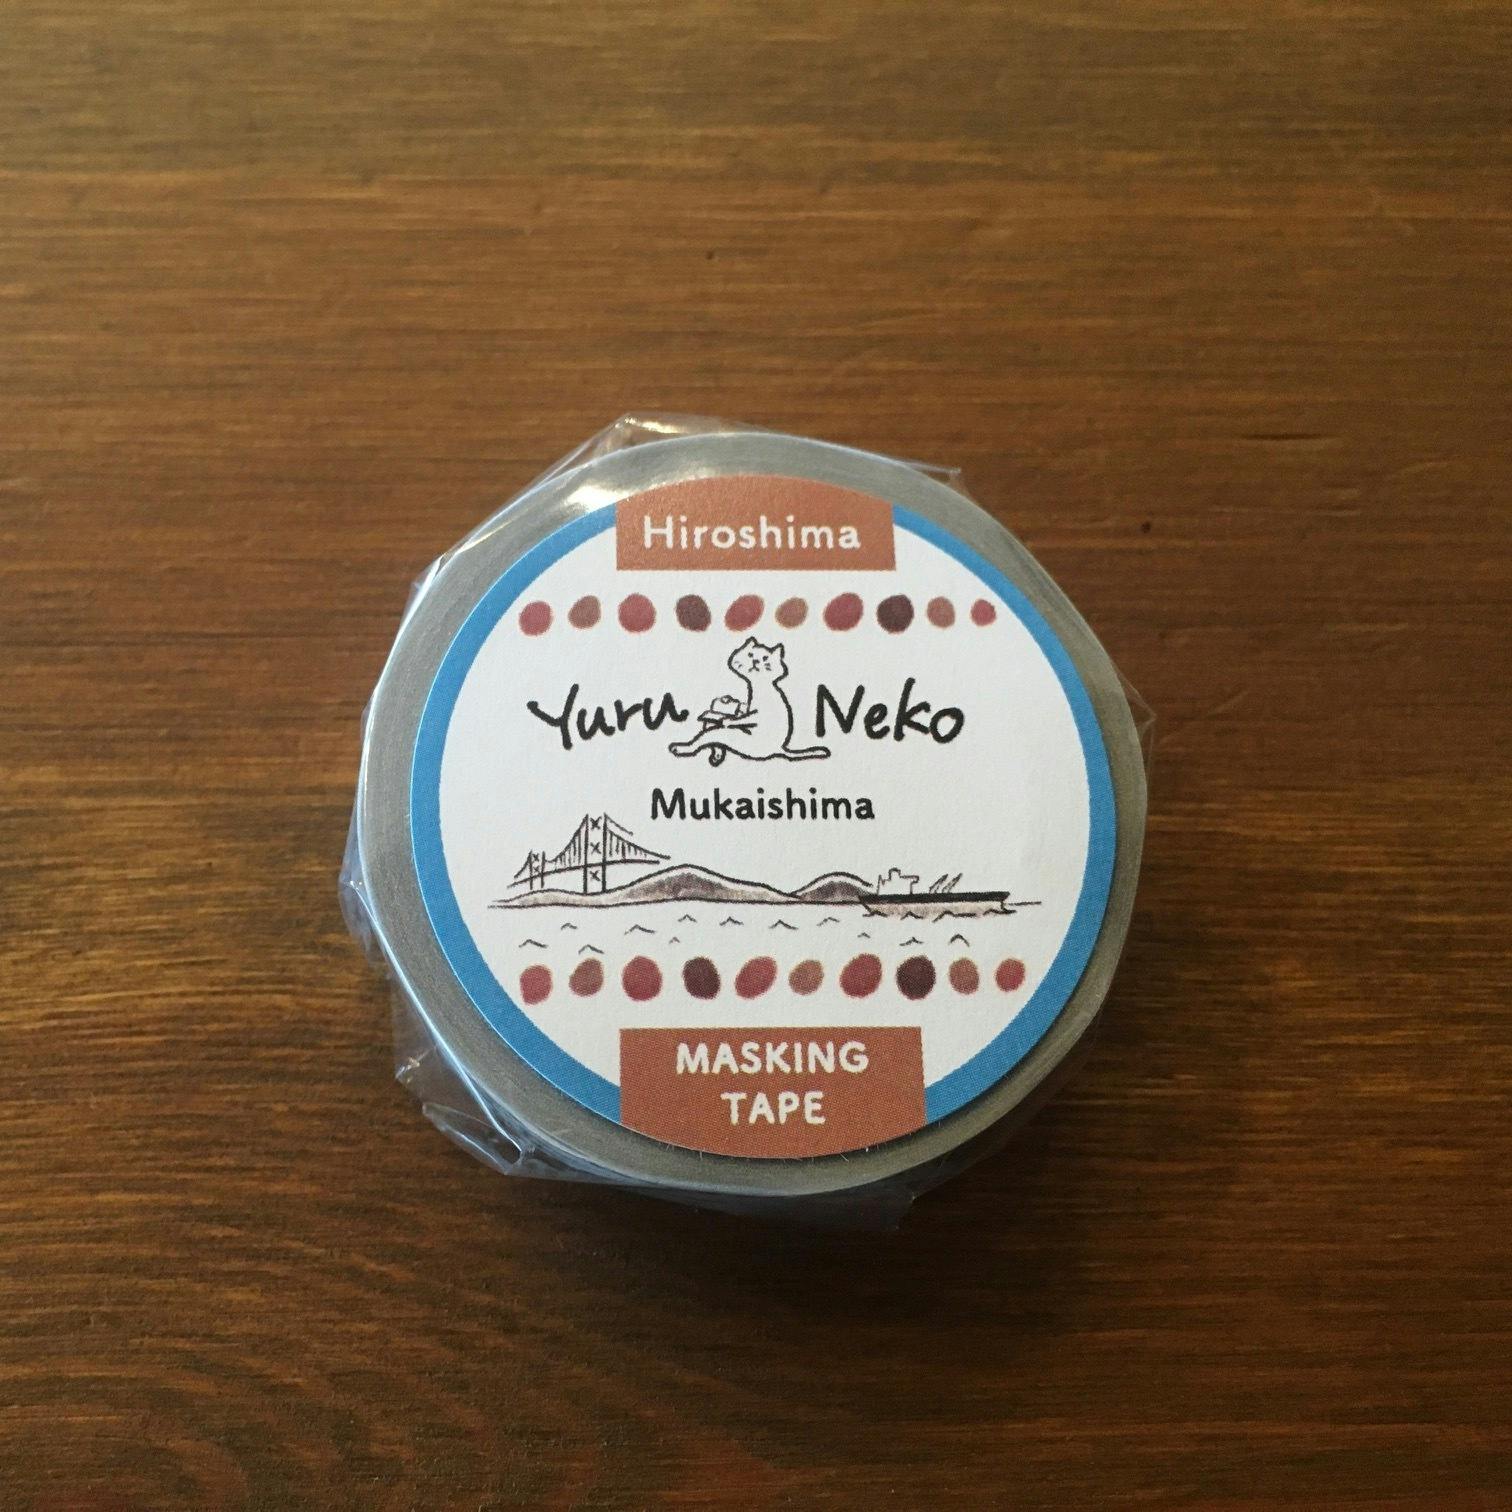 Hiroshima
Yuru Neko
Mukaishima
MASKING
TAPE